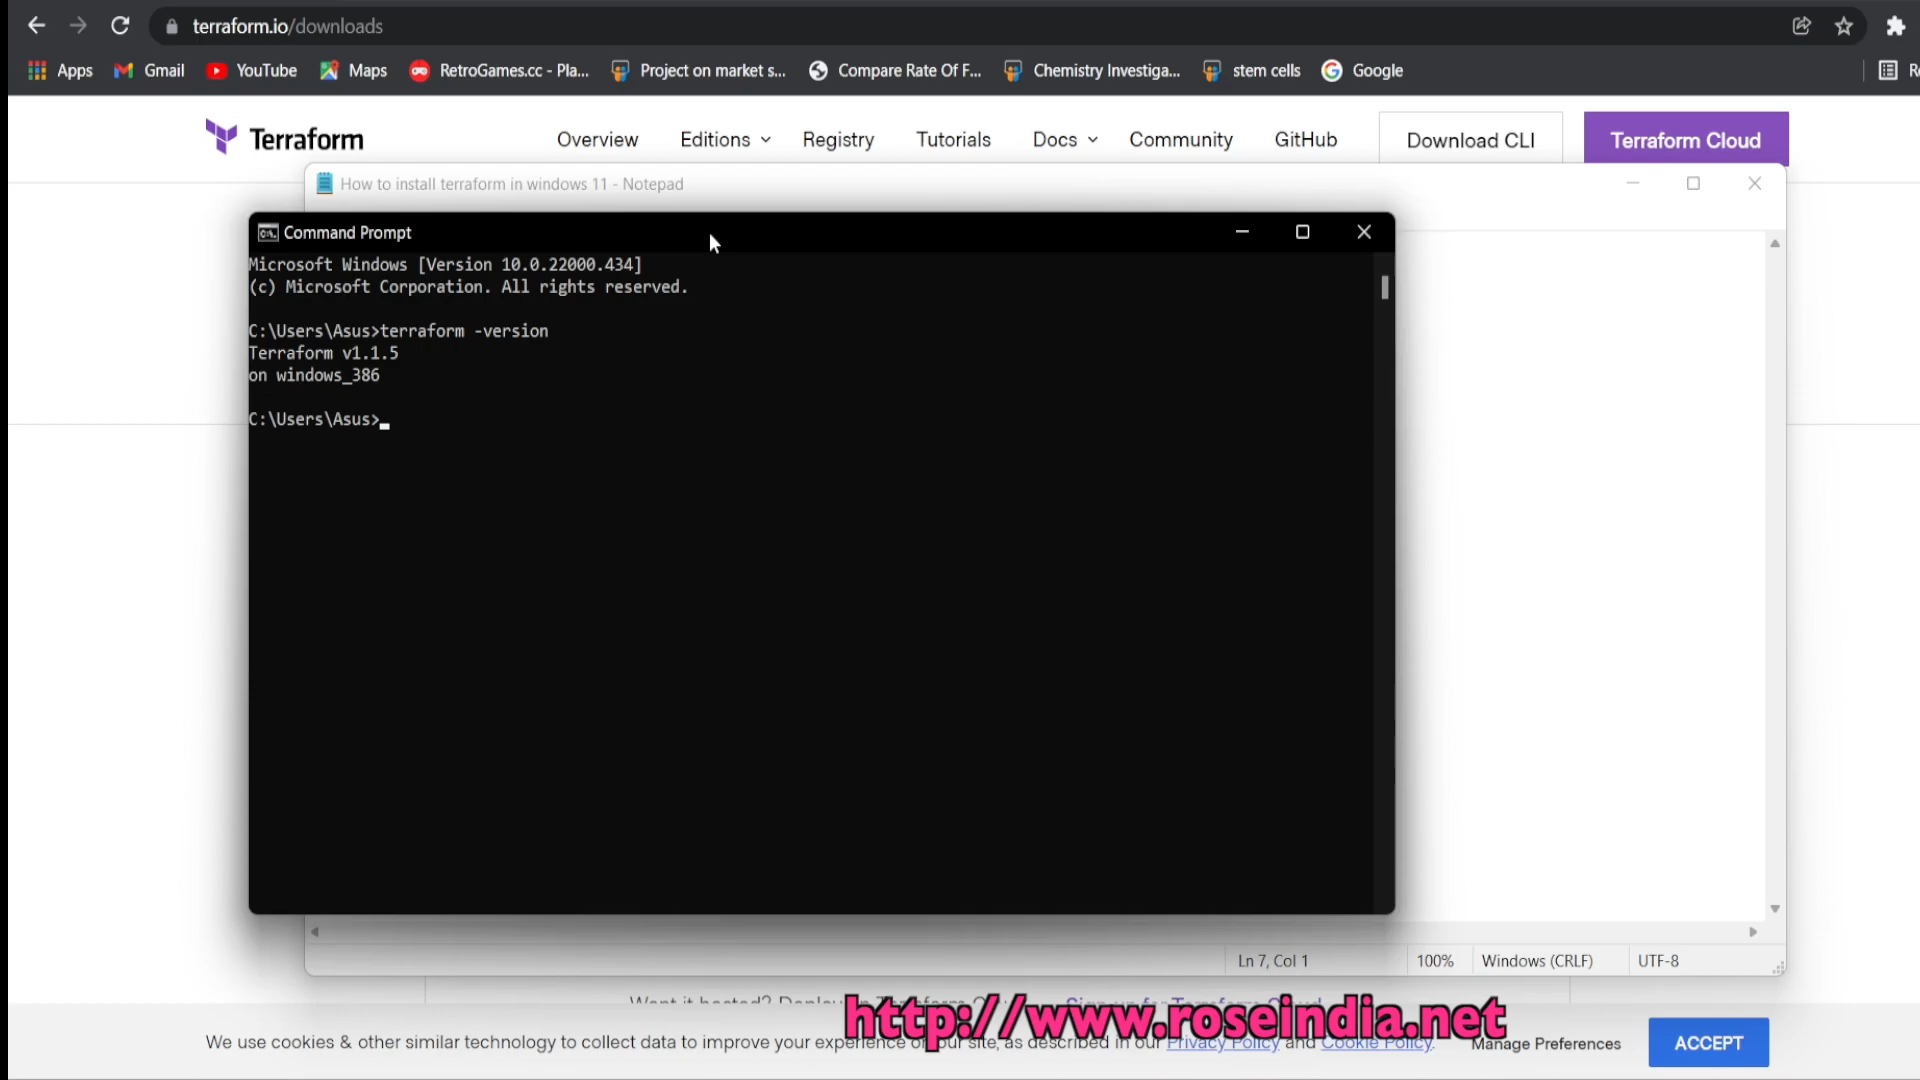 terraform.io/downloads
Apps Gmail YouTube Maps RetroGames.cc - Pla... Project on market s... Compare Rate Of F... Chemistry Investiga... stem cells Google
Terraform Overview Editions Registry Tutorials Docs Community GitHub Download CLI Terraform Cloud
How to install terraform in windows 11 - Notepad
Command Prompt
Microsoft Windows [Version 10.0.22000.434]
(c) Microsoft Corporation. All rights reserved.
C:\Users\Asus>terraform -version
Terraform v1.1.5
on windows_386
C:\Users\Asus>
Ln 7, Col 1 100% Windows (CRLF) UTF-8
http://www.roseindia.net
We use cookies & other similar technology to collect data to improve your experience of our site, as described in our Privacy Policy and Cookie Policy. Manage Preferences ACCEPT